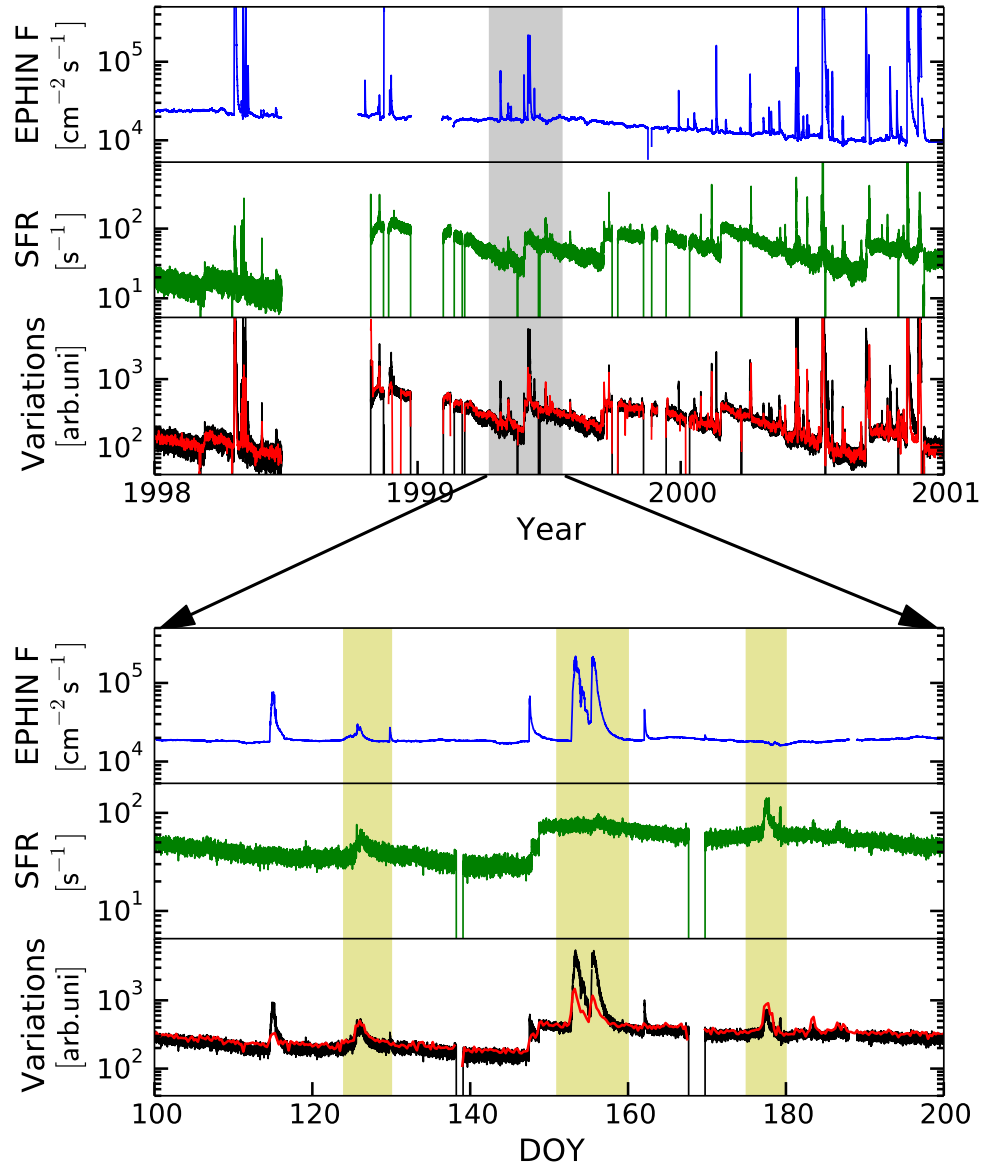 EPHIN F
[cm⁻² s⁻¹]
10⁵
10⁴
SFR
[s⁻¹]
10²
10¹
Variations
[arb.uni]
10³
10²
1998
1999
2000
2001
Year
EPHIN F
[cm⁻² s⁻¹]
10⁵
10⁴
SFR
[s⁻¹]
10²
10¹
Variations
[arb.uni]
10³
10²
100
120
140
160
180
200
DOY